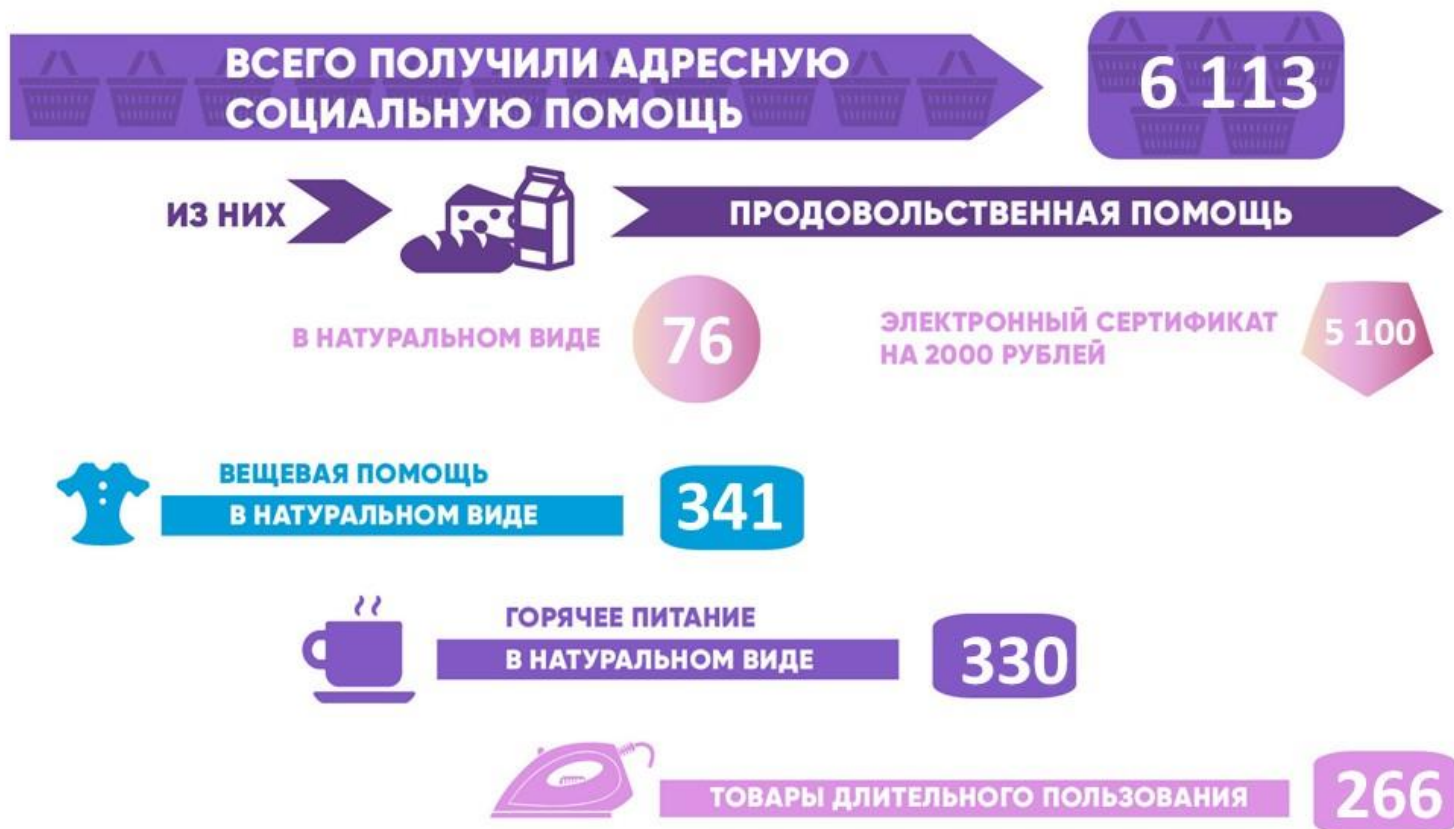 ВСЕГО ПОЛУЧИЛИ АДРЕСНУЮ
СОЦИАЛЬНУЮ ПОМОЩЬ
6 113
ИЗ НИХ
ПРОДОВОЛЬСТВЕННАЯ ПОМОЩЬ
В НАТУРАЛЬНОМ ВИДЕ
76
ЭЛЕКТРОННЫЙ СЕРТИФИКАТ
НА 2000 РУБЛЕЙ
5 100
ВЕЩЕВАЯ ПОМОЩЬ
В НАТУРАЛЬНОМ ВИДЕ
341
ГОРЯЧЕЕ ПИТАНИЕ
В НАТУРАЛЬНОМ ВИДЕ
330
ТОВАРЫ ДЛИТЕЛЬНОГО ПОЛЬЗОВАНИЯ
266